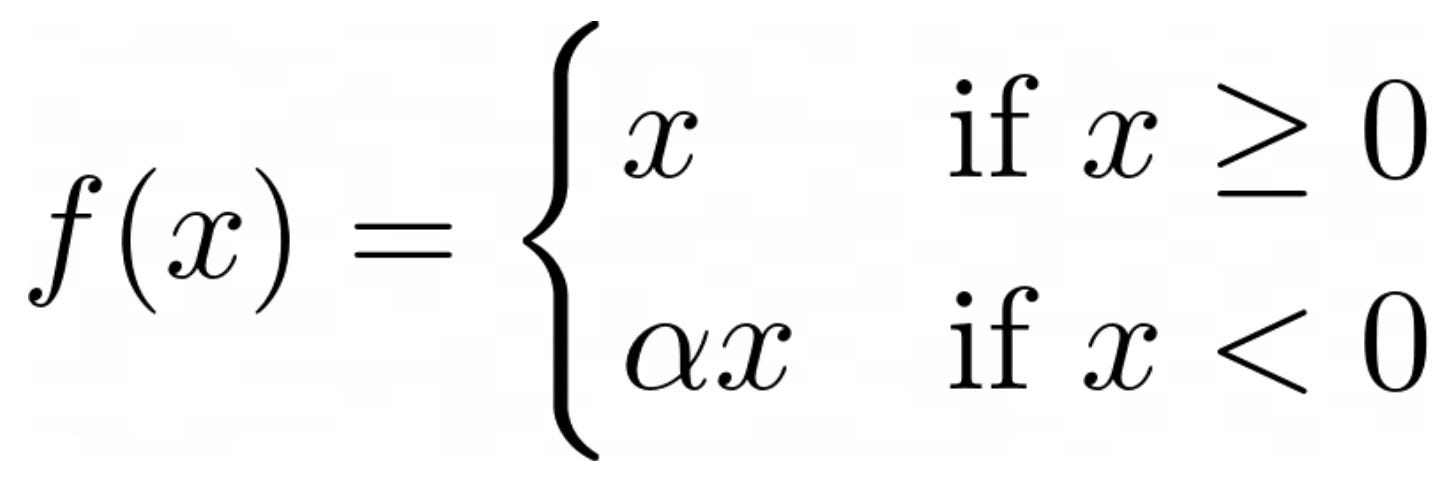 f(x) = { x if x ≥ 0
αx if x < 0